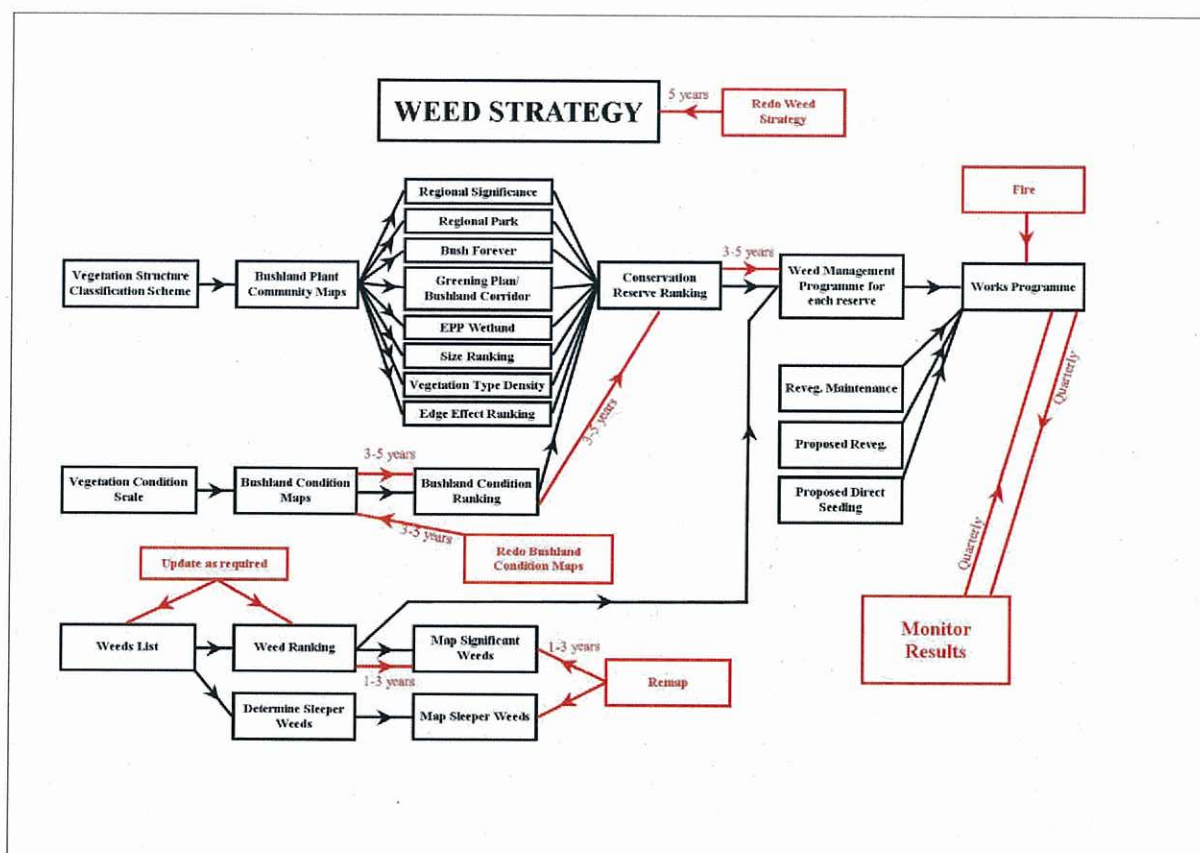 WEED STRATEGY
5 years
Redo Weed
Strategy
Fire
Regional Significance
Regional Park
Bush Forever
Greening Plan/
Bushland Corridor
EPP Wetlund
Size Ranking
Vegetation Type Density
Edge Effect Ranking
Vegetation Structure
Classification Scheme
Bushland Plant
Community Maps
Conservation
Reserve Ranking
3-5 years
Weed Management
Programme for
each reserve
Works Programme
Reveg. Maintenance
Proposed Reveg.
Proposed Direct
Seeding
Quarterly
Quarterly
Monitor
Results
3-5 years
Vegetation Condition
Scale
Bushland Condition
Maps
3-5 years
Bushland Condition
Ranking
3-5 years
Redo Bushland
Condition Maps
Update as required
Weeds List
Weed Ranking
1-3 years
Map Significant
Weeds
1-3 years
Remap
Determine Sleeper
Weeds
Map Sleeper Weeds